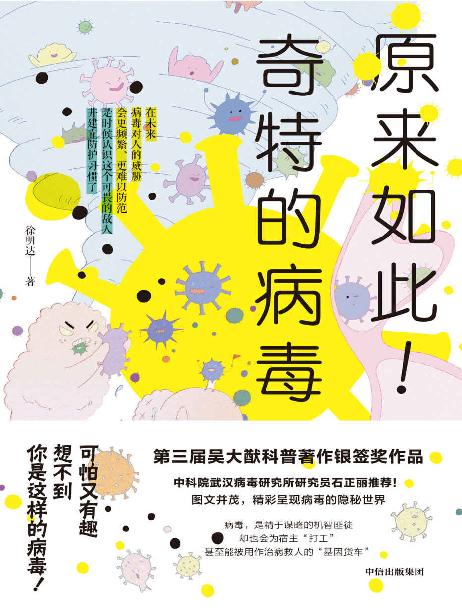 原来如此！
奇特的病毒
在未来
病毒对人的威胁
会更频繁、更难以防范
是时候认识这个可畏的敌人
并建立防护习惯了
徐明达——著
可怕又有趣
想不到
你是这样的病毒！
第三届吴大猷科普著作银签奖作品
中科院武汉病毒研究所研究员石正丽推荐！
图文并茂，精彩呈现病毒的隐秘世界
病毒，是精于谋略的机智匪徒
却也会为宿主“打工”
甚至能被用作治病救人的“基因货车”
中信出版集团